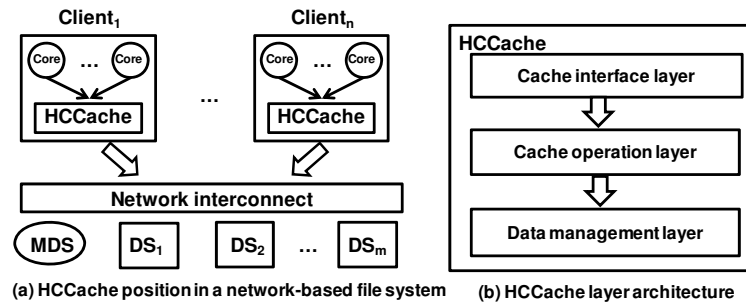 Client₁
Core ... Core
HCCache
...
Clientₙ
Core ... Core
HCCache
Network interconnect
MDS DS₁ DS₂ ... DSₘ
(a) HCCache position in a network-based file system
HCCache
Cache interface layer
Cache operation layer
Data management layer
(b) HCCache layer architecture